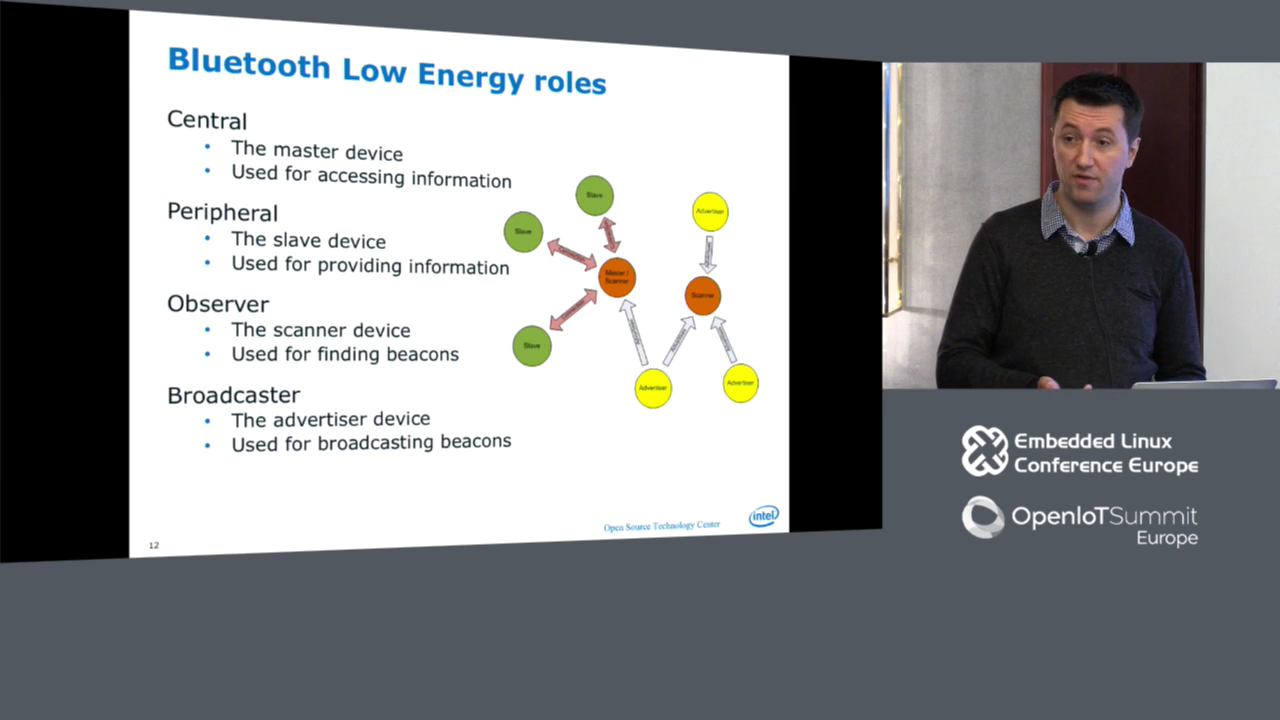 Bluetooth Low Energy roles
Central
• The master device
• Used for accessing information
Peripheral
• The slave device
• Used for providing information
Observer
• The scanner device
• Used for finding beacons
Broadcaster
• The advertiser device
• Used for broadcasting beacons
Slave
Slave
Slave
Master /
Scanner
Advertiser
Scanner
Advertiser
Advertiser
Open Source Technology Center
intel
12
Embedded Linux
Conference Europe
OpenIoTSummit
Europe